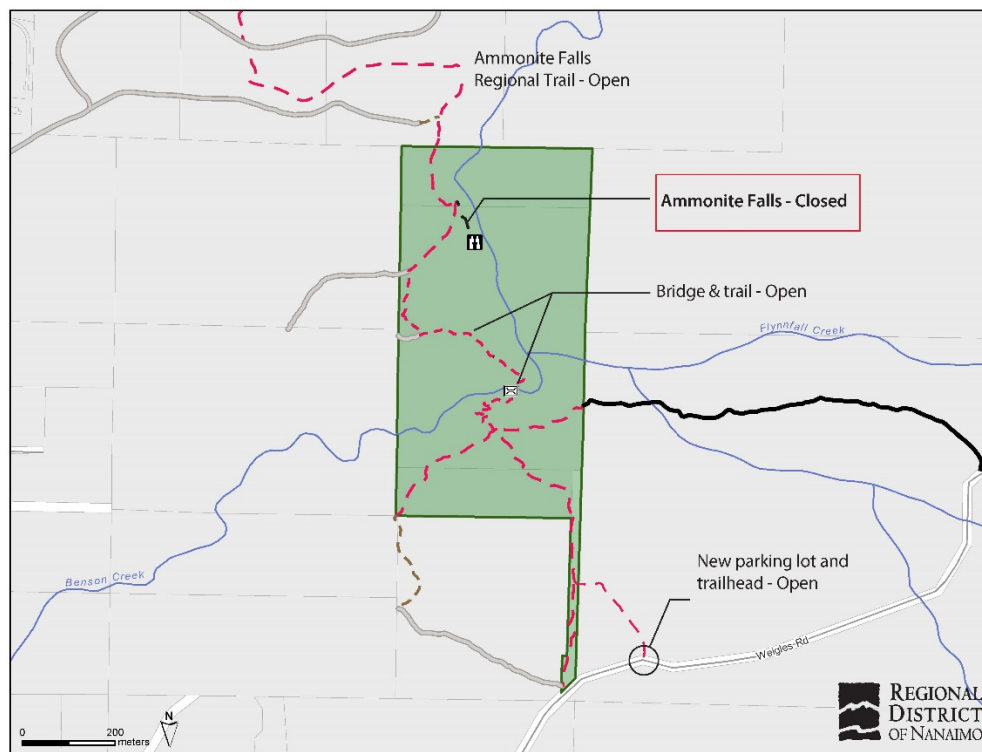 Ammonite Falls
Regional Trail - Open
Ammonite Falls - Closed
Bridge & trail - Open
Flynnfall Creek
Benson Creek
New parking lot and
trailhead - Open
Weigles Rd
0
200
meters
N
REGIONAL
DISTRICT
OF NANAIMO